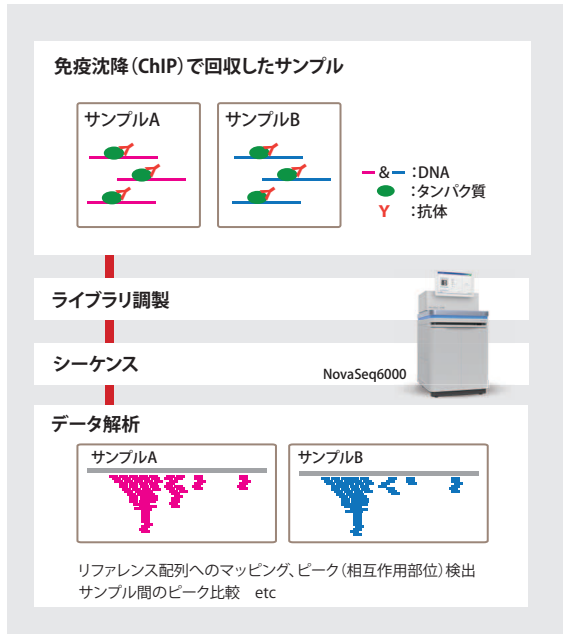 免疫沈降(ChIP)で回収したサンプル
サンプルA
サンプルB
&
:DNA
:タンパク質
Y :抗体
ライブラリ調製
シーケンス
NovaSeq6000
データ解析
サンプルA
サンプルB
リファレンス配列へのマッピング、ピーク(相互作用部位)検出
サンプル間のピーク比較 etc